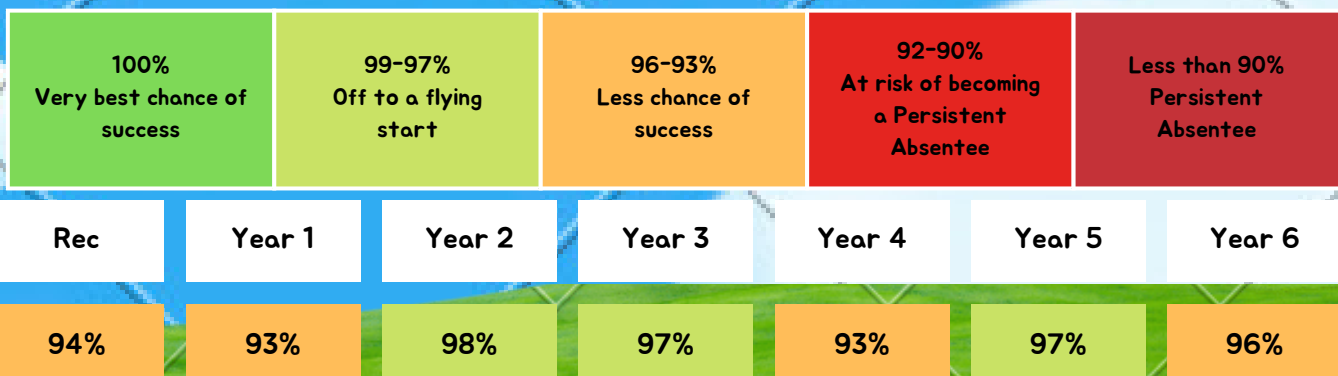 100%
Very best chance of
success
99-97%
Off to a flying
start
96-93%
Less chance of
success
92-90%
At risk of becoming
a Persistent
Absentee
Less than 90%
Persistent
Absentee
Rec
Year 1
Year 2
Year 3
Year 4
Year 5
Year 6
94%
93%
98%
97%
93%
97%
96%